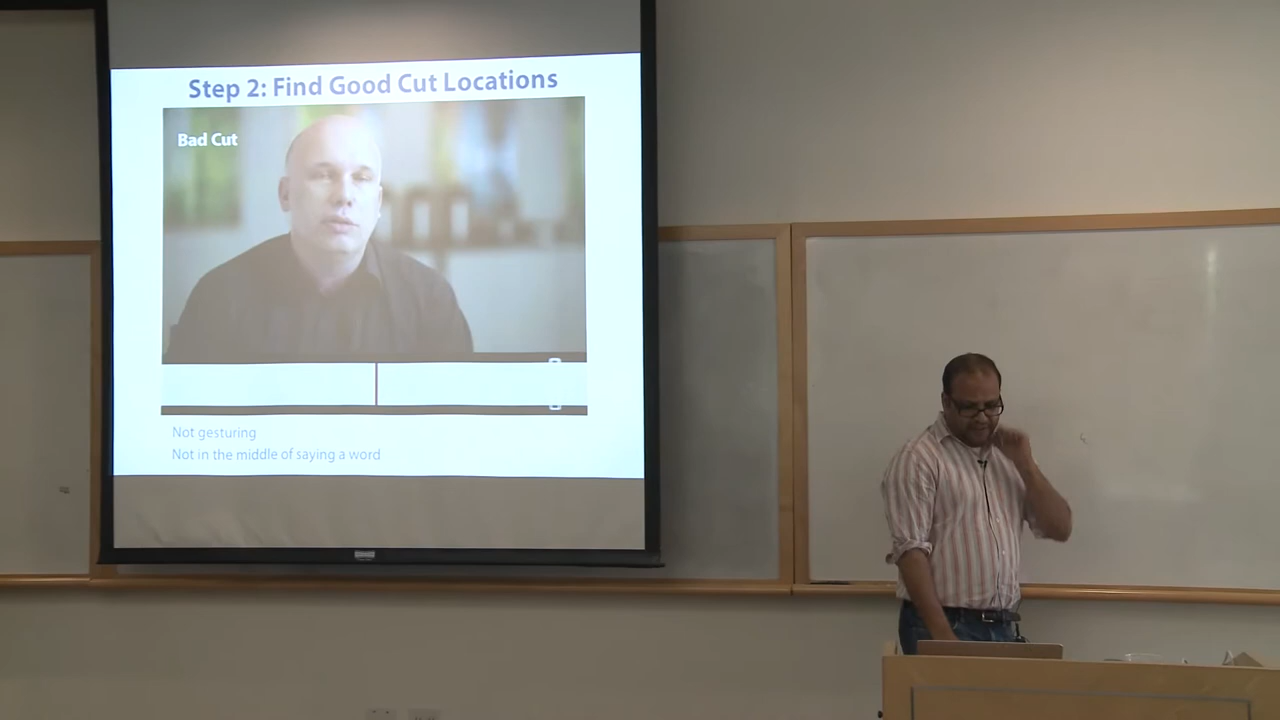 Step 2: Find Good Cut Locations
Bad Cut
Not gesturing
Not in the middle of saying a word